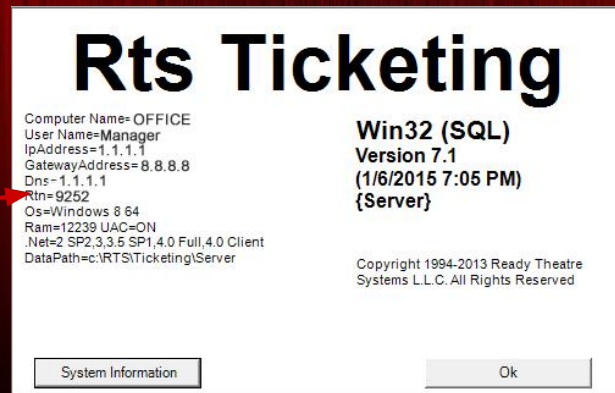 Rts Ticketing
Computer Name= OFFICE
User Name=Manager
IpAddress=1.1.1.1
GatewayAddress= 8.8.8.8
Dns=1.1.1.1
Rtn= 9252
Os=Windows 8 64
Ram=12239 UAC=ON
.Net=2 SP2,3,3.5 SP1,4.0 Full,4.0 Client
DataPath=c:\RTS\Ticketing\Server
Win32 (SQL)
Version 7.1
(1/6/2015 7:05 PM)
{Server}
Copyright 1994-2013 Ready Theatre
Systems L.L.C. All Rights Reserved
System Information
Ok